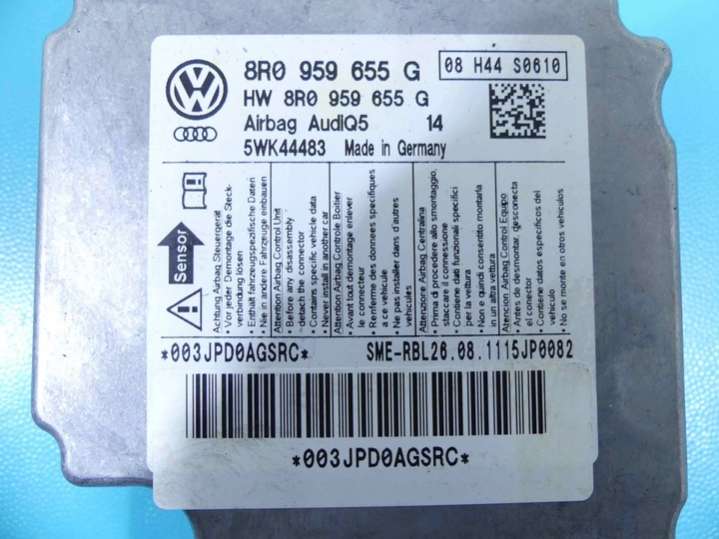 8R0 959 655 G
08 H44 S0610
HW 8R0 959 655 G
Airbag AudiQ5 14
5WK44483 Made in Germany
Sensor
Achtung Airbag Steuergerät
• Vor jeder Demontage die Steck-
verbindung lösen
• Enthält fahrzeugspezifische Daten
• Nie in andere Fahrzeuge einbauen
Attention Airbag Control Unit
• Before any disassembly
detach the connector
• Contains specific vehicle data
• Never install in another car
Attention Airbag Controle Boitier
• Avant tout demontage enlever
le connecteur
• Renferme des donnees specifiques
a ce vehicule
• Ne pas installer dans d'autres
vehicules
Attenzione Airbag Centralina
• Prima di procedere allo smontaggio,
staccare il connessione
• Contiene dati funzionali specifici
per la vettura
• Non e quindi consentito montarla
in un altra vettura
Atencion Airbag Control Equipo
• Antes de desmontar, desconecta
el conector
• Contiene datos especificos del
vehiculo
• No se monte en otros vehiculos
*003JPD0AGSRC*
SME-RBL26.08.1115JP0082
*003JPD0AGSRC*